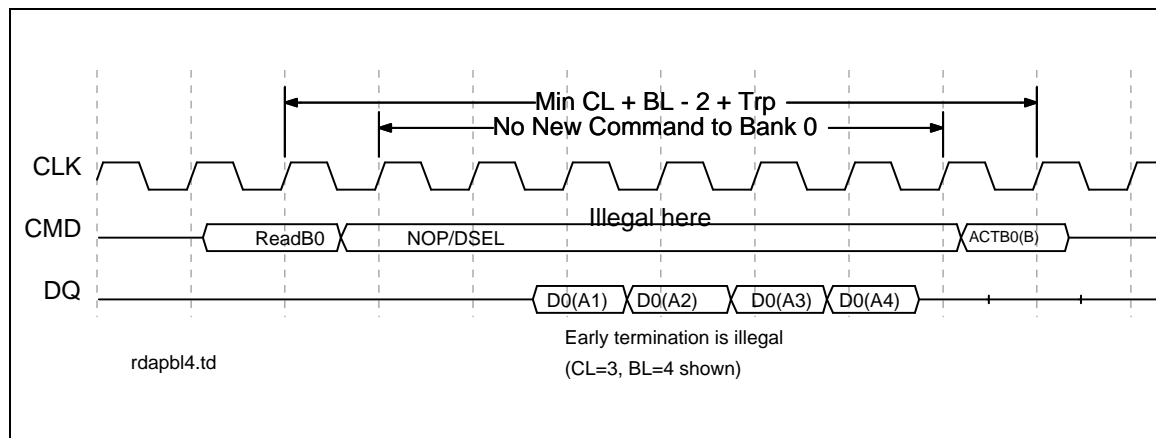 Min CL + BL - 2 + Trp
No New Command to Bank 0
CLK
Illegal here
CMD
ReadB0
NOP/DSEL
ACTB0(B)
DQ
D0(A1)
D0(A2)
D0(A3)
D0(A4)
Early termination is illegal
(CL=3, BL=4 shown)
rdapbl4.td